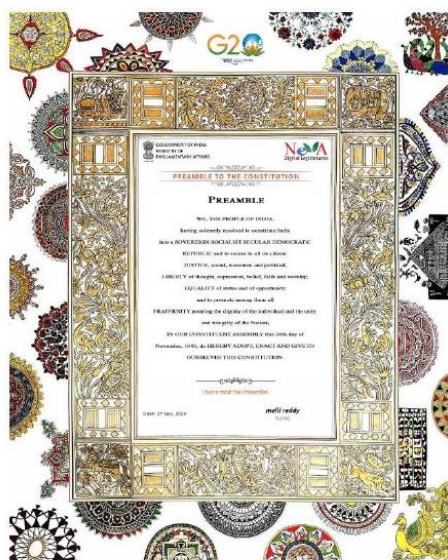 G20
GOVERNMENT OF INDIA
MINISTRY OF
PARLIAMENTARY AFFAIRS
NeVA
Digital Legislatures
PREAMBLE TO THE CONSTITUTION
PREAMBLE
WE, THE PEOPLE OF INDIA,
having solemnly resolved to constitute India
into a SOVEREIGN SOCIALIST SECULAR DEMOCRATIC
REPUBLIC and to secure to all its citizens
JUSTICE, social, economic and political;
LIBERTY of thought, expression, belief, faith and worship;
EQUALITY of status and of opportunity;
and to promote among them all
FRATERNITY assuring the dignity of the individual and the unity
and integrity of the Nation;
IN OUR CONSTITUENT ASSEMBLY this 26th day of
November, 1949, do HEREBY ADOPT, ENACT AND GIVE TO
OURSELVES THIS CONSTITUTION
I have read the Preamble.
malli reddy